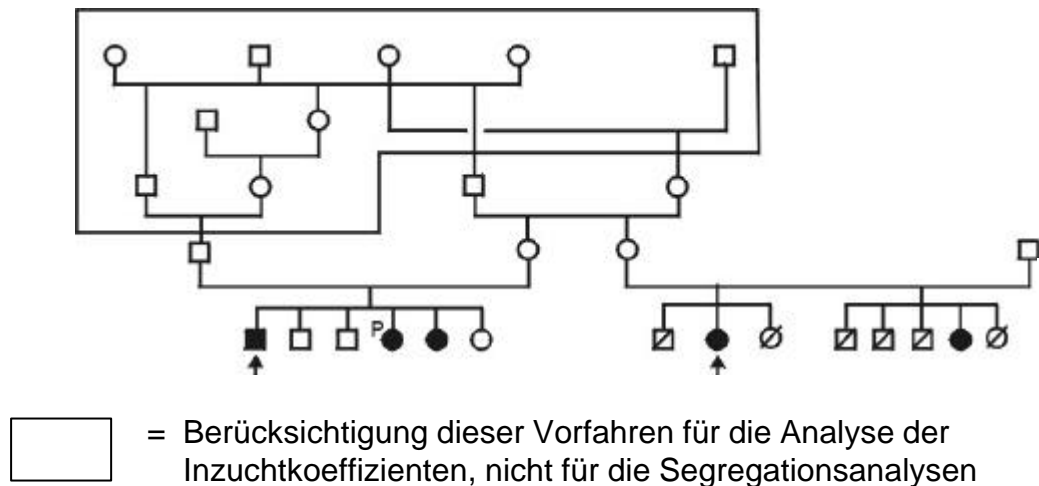 P
= Berücksichtigung dieser Vorfahren für die Analyse der
Inzuchtkoeffizienten, nicht für die Segregationsanalysen